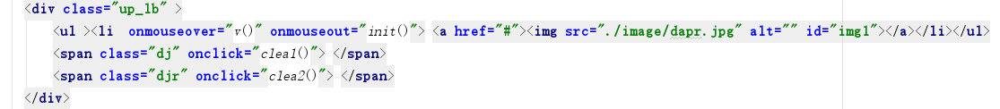 <div class="up_lb" >
<ul ><li  onmouseover="v()" onmouseout="init()"> <a href="#"><img src="./image/dapr.jpg" alt="" id="img1"></a></li></ul>
<span class="dj" onclick="clea1()"> </span>
<span class="djr" onclick="clea2()"> </span>
</div>